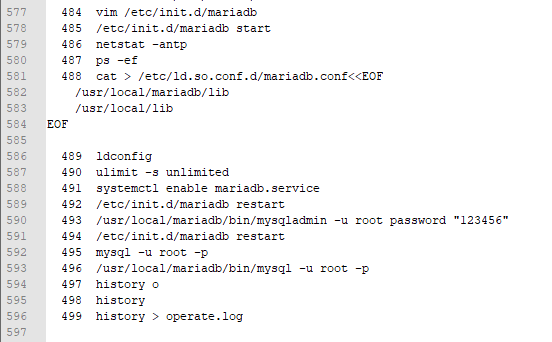 577 484 vim /etc/init.d/mariadb
578 485 /etc/init.d/mariadb start
579 486 netstat -antp
580 487 ps -ef
581 488 cat > /etc/ld.so.conf.d/mariadb.conf<<EOF
582 /usr/local/mariadb/lib
583 /usr/local/lib
584 EOF
585
586 489 ldconfig
587 490 ulimit -s unlimited
588 491 systemctl enable mariadb.service
589 492 /etc/init.d/mariadb restart
590 493 /usr/local/mariadb/bin/mysqladmin -u root password "123456"
591 494 /etc/init.d/mariadb restart
592 495 mysql -u root -p
593 496 /usr/local/mariadb/bin/mysql -u root -p
594 497 history o
595 498 history
596 499 history > operate.log
597